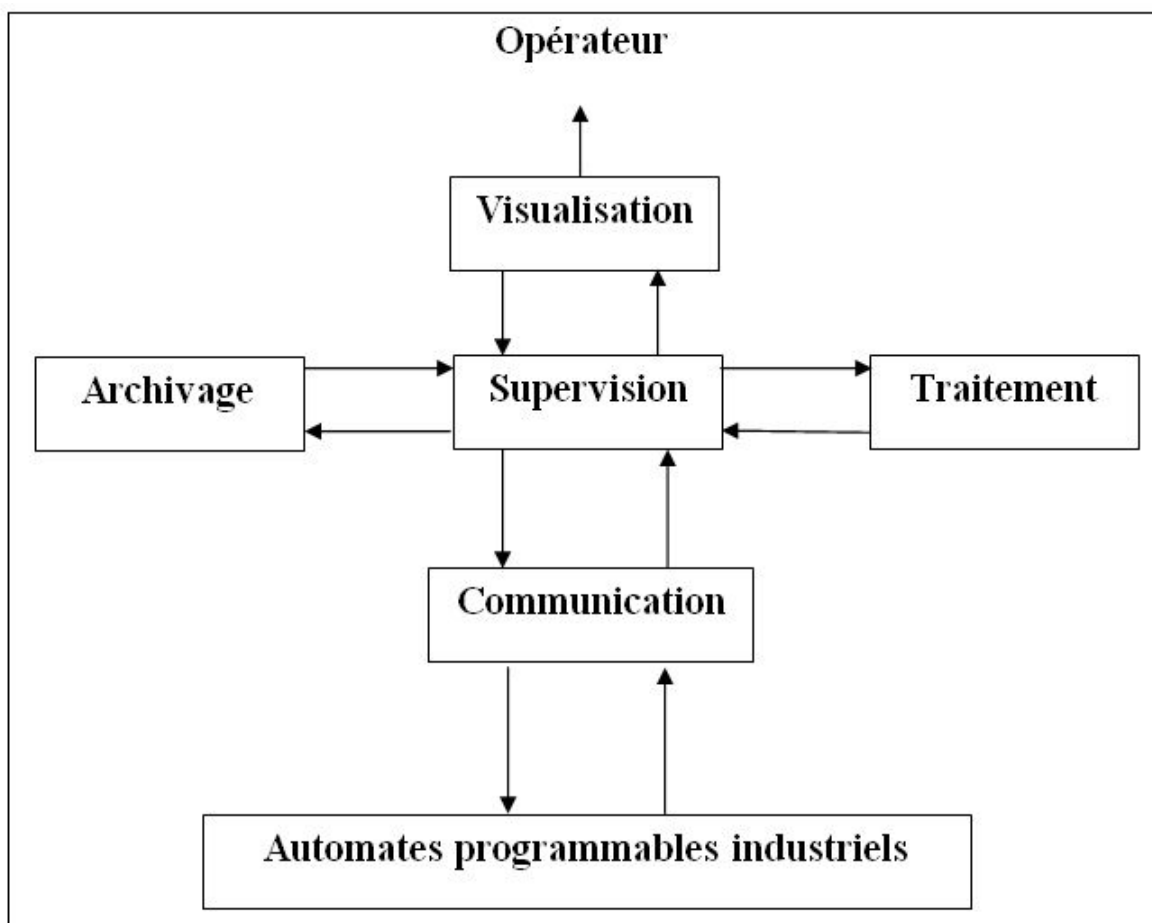 Opérateur
Visualisation
Archivage
Supervision
Traitement
Communication
Automates programmables industriels